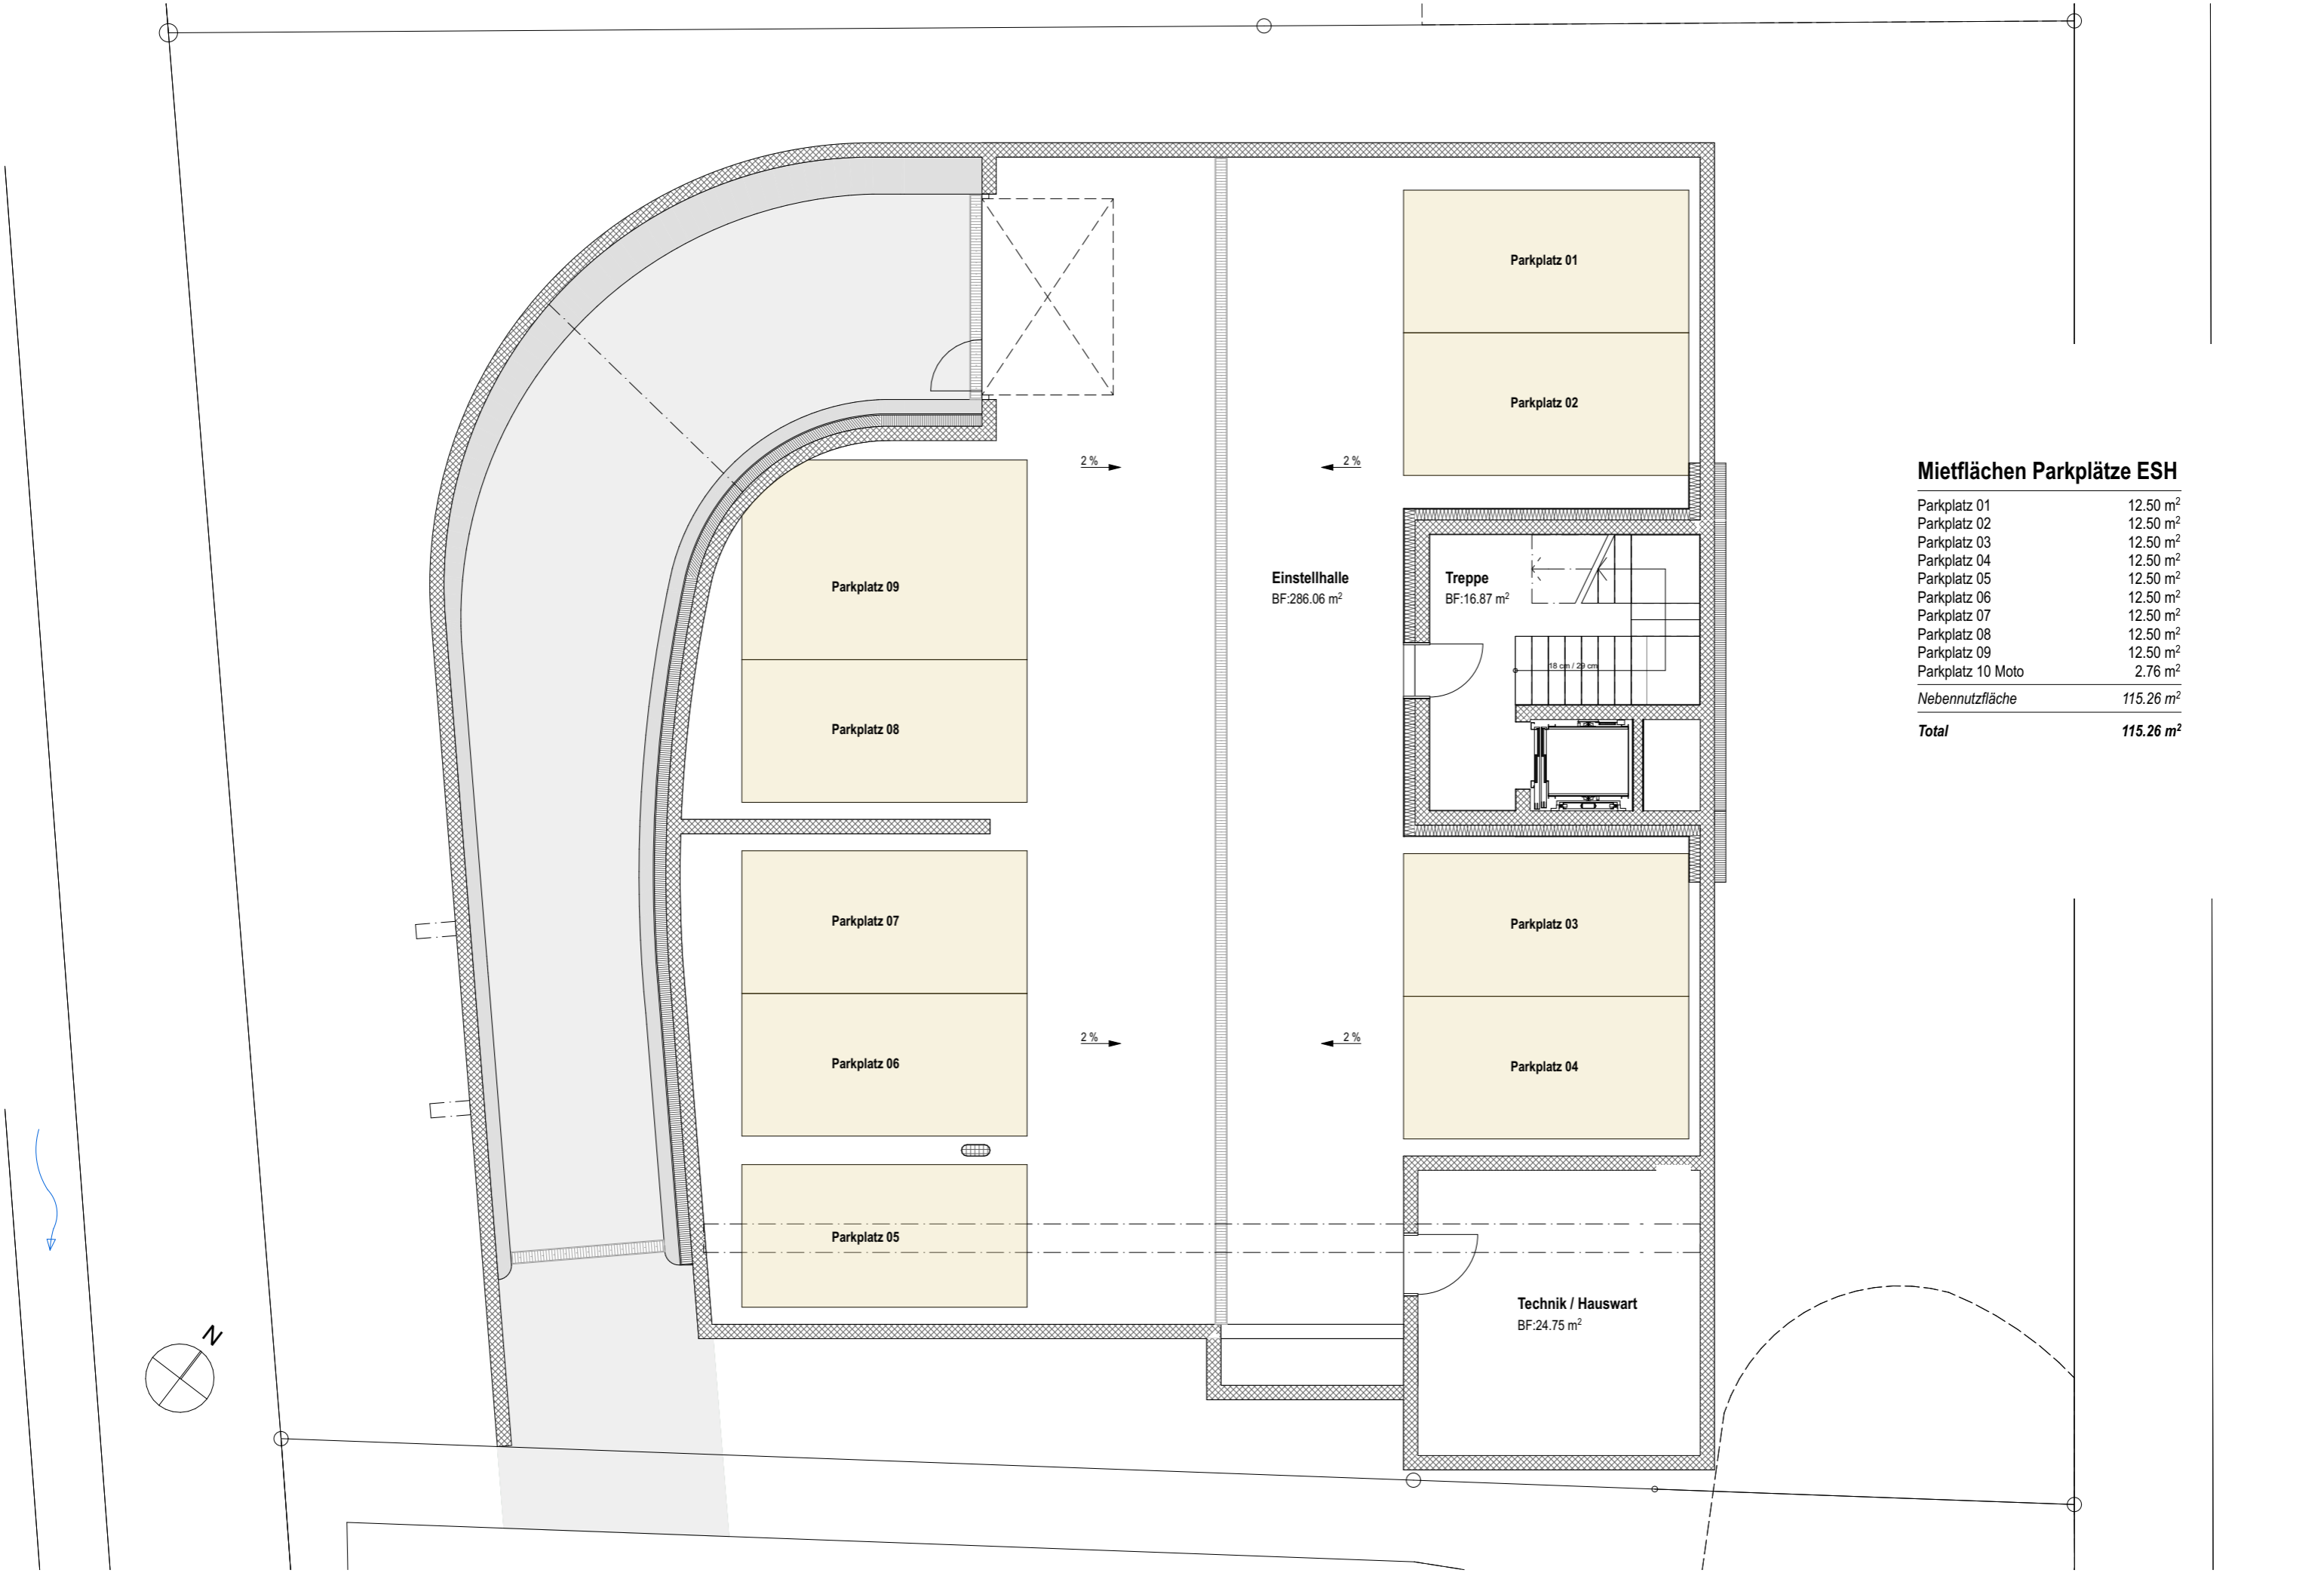 Parkplatz 01
Parkplatz 02
2 %
2 %
Mietflächen Parkplätze ESH
Parkplatz 01 12.50 m²
Parkplatz 02 12.50 m²
Parkplatz 03 12.50 m²
Parkplatz 04 12.50 m²
Parkplatz 05 12.50 m²
Parkplatz 06 12.50 m²
Parkplatz 07 12.50 m²
Parkplatz 08 12.50 m²
Parkplatz 09 12.50 m²
Parkplatz 10 Moto 2.76 m²
Nebennutzfläche 115.26 m²
Total 115.26 m²
Parkplatz 09
Einstellhalle
BF:286.06 m²
Treppe
BF:16.87 m²
18 cm / 29 cm
Parkplatz 08
Parkplatz 07
Parkplatz 03
2 %
2 %
Parkplatz 06
Parkplatz 04
Parkplatz 05
Technik / Hauswart
BF:24.75 m²
N